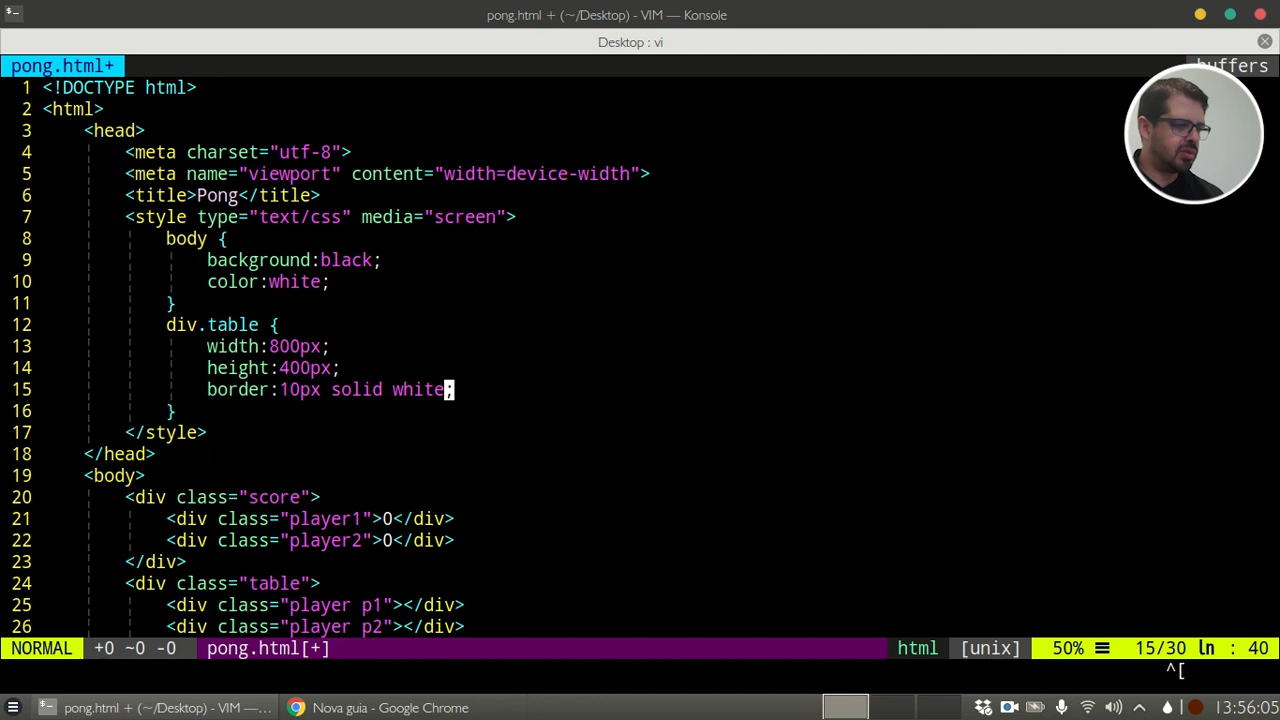 pong.html + (~/Desktop) - VIM — Konsole
Desktop : vi
pong.html+
buffers
1 <!DOCTYPE html>
2 <html>
3 <head>
4 <meta charset="utf-8">
5 <meta name="viewport" content="width=device-width">
6 <title>Pong</title>
7 <style type="text/css" media="screen">
8 body {
9 background:black;
10 color:white;
11 }
12 div.table {
13 width:800px;
14 height:400px;
15 border:10px solid white;
16 }
17 </style>
18 </head>
19 <body>
20 <div class="score">
21 <div class="player1">0</div>
22 <div class="player2">0</div>
23 </div>
24 <div class="table">
25 <div class="player p1"></div>
26 <div class="player p2"></div>
NORMAL +0 ~0 -0 pong.html[+] html [unix] 50% ☰ 15/30 ln : 40
^[
pong.html + (~/Desktop) - VIM —... Nova guia - Google Chrome 13:56:05